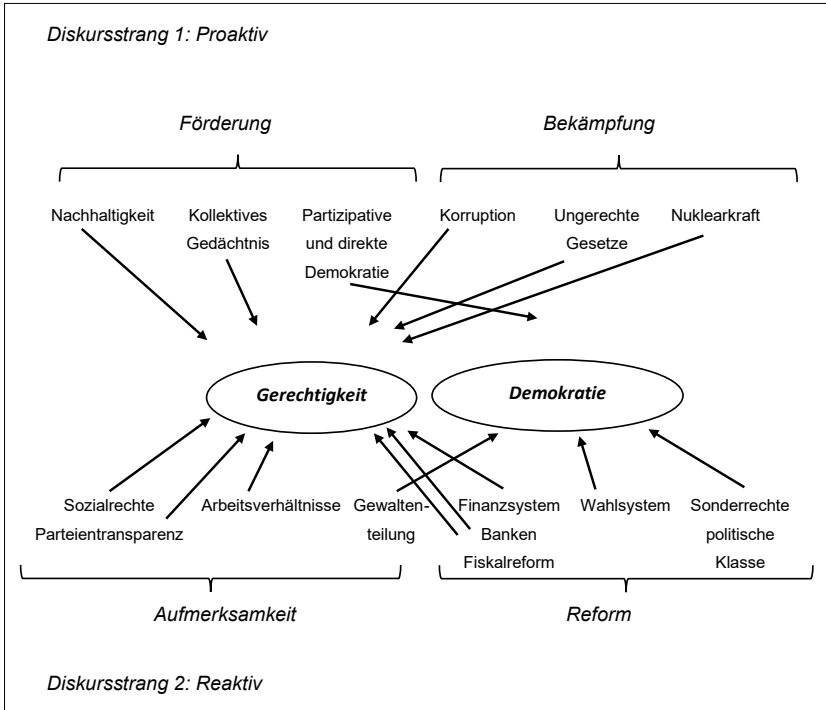 Diskursstrang 1: Proaktiv
Förderung Bekämpfung
Nachhaltigkeit Kollektives Partizipative Korruption Ungerechte Nuklearkraft
Gedächtnis und direkte Gesetze
Demokratie
Gerechtigkeit Demokratie
Sozialrechte Arbeitsverhältnisse Gewalten- Finanzsystem Wahlsystem Sonderrechte
Parteientransparenz teilung Banken politische
Fiskalreform Klasse
Aufmerksamkeit Reform
Diskursstrang 2: Reaktiv